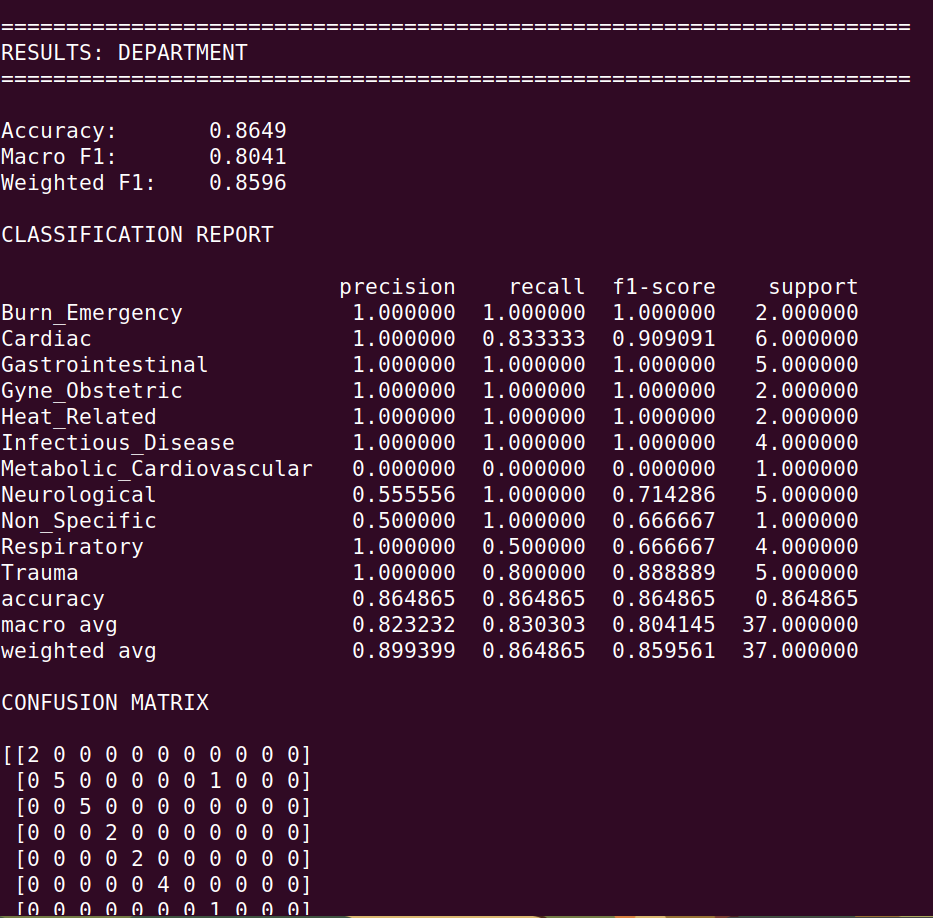 ======================================================================
RESULTS: DEPARTMENT
======================================================================
Accuracy:       0.8649
Macro F1:       0.8041
Weighted F1:    0.8596
CLASSIFICATION REPORT
                          precision    recall  f1-score    support
Burn_Emergency             1.000000  1.000000  1.000000   2.000000
Cardiac                    1.000000  0.833333  0.909091   6.000000
Gastrointestinal           1.000000  1.000000  1.000000   5.000000
Gyne_Obstetric             1.000000  1.000000  1.000000   2.000000
Heat_Related               1.000000  1.000000  1.000000   2.000000
Infectious_Disease         1.000000  1.000000  1.000000   4.000000
Metabolic_Cardiovascular   0.000000  0.000000  0.000000   1.000000
Neurological               0.555556  1.000000  0.714286   5.000000
Non_Specific               0.500000  1.000000  0.666667   1.000000
Respiratory                1.000000  0.500000  0.666667   4.000000
Trauma                     1.000000  0.800000  0.888889   5.000000
accuracy                   0.864865  0.864865  0.864865   0.864865
macro avg                  0.823232  0.830303  0.804145  37.000000
weighted avg               0.899399  0.864865  0.859561  37.000000
CONFUSION MATRIX
[[2 0 0 0 0 0 0 0 0 0 0]
 [0 5 0 0 0 0 0 1 0 0 0]
 [0 0 5 0 0 0 0 0 0 0 0]
 [0 0 0 2 0 0 0 0 0 0 0]
 [0 0 0 0 2 0 0 0 0 0 0]
 [0 0 0 0 0 4 0 0 0 0 0]
 [0 0 0 0 0 0 0 1 0 0 0]